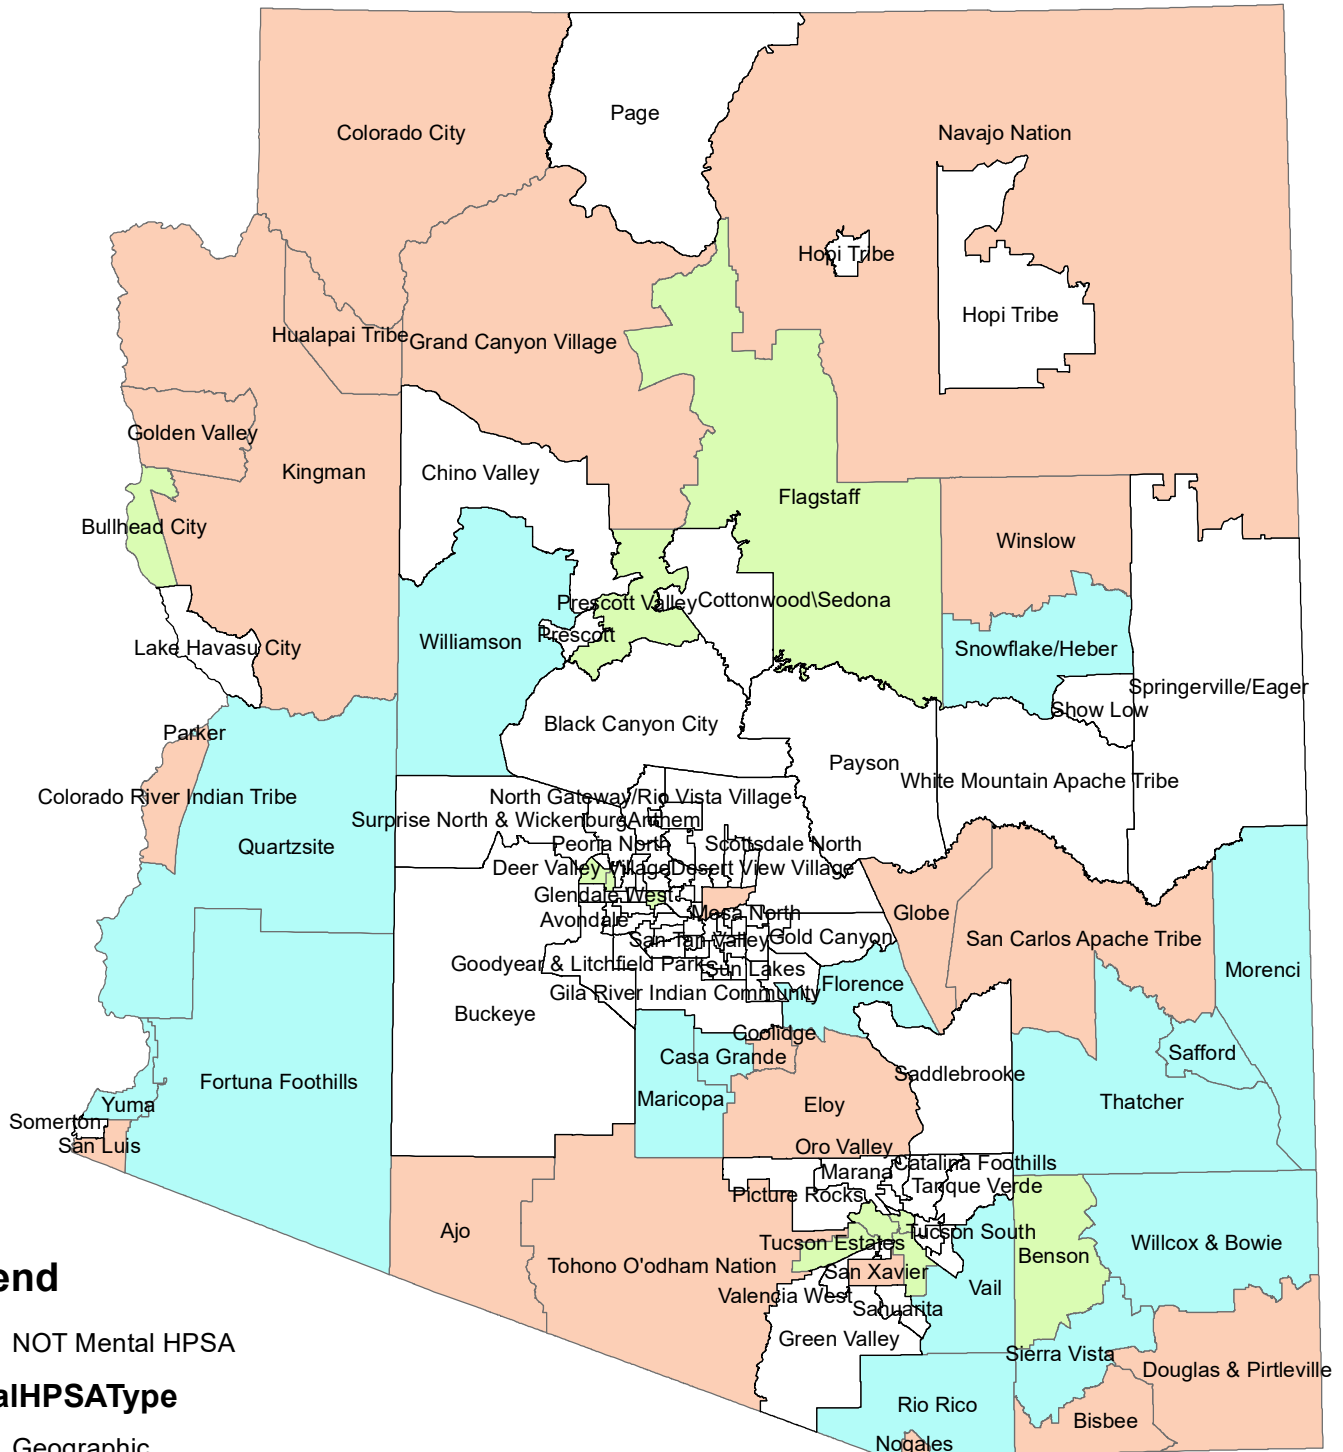 Page
Colorado City
Navajo Nation
Hopi Tribe
Hopi Tribe
Hualapai Tribe
Grand Canyon Village
Golden Valley
Kingman
Chino Valley
Flagstaff
Bullhead City
Winslow
Prescott Valley
Cottonwood\Sedona
Prescott
Williamson
Lake Havasu City
Snowflake/Heber
Springerville/Eager
Show Low
Black Canyon City
Parker
Payson
White Mountain Apache Tribe
Colorado River Indian Tribe
North Gateway/Rio Vista Village
Surprise North & Wickenburg
Anthem
Quartzsite
Peoria North
Scottsdale North
Deer Valley Village
Desert View Village
Glendale West
Avondale
Mesa North
Globe
San Tan Valley
Gold Canyon
San Carlos Apache Tribe
Goodyear & Litchfield Park
Sun Lakes
Morenci
Florence
Gila River Indian Community
Buckeye
Coolidge
Casa Grande
Safford
Fortuna Foothills
Saddlebrooke
Maricopa
Yuma
Eloy
Thatcher
Somerton
San Luis
Oro Valley
Catalina Foothills
Marana
Tanque Verde
Picture Rocks
Ajo
Tucson South
Tucson Estates
Benson
Willcox & Bowie
Tohono O'odham Nation
San Xavier
Vail
Valencia West
Sahuarita
Green Valley
Sierra Vista
Douglas & Pirtleville
Rio Rico
Bisbee
Nogales
end
NOT Mental HPSA
alHPSAType
Geographic